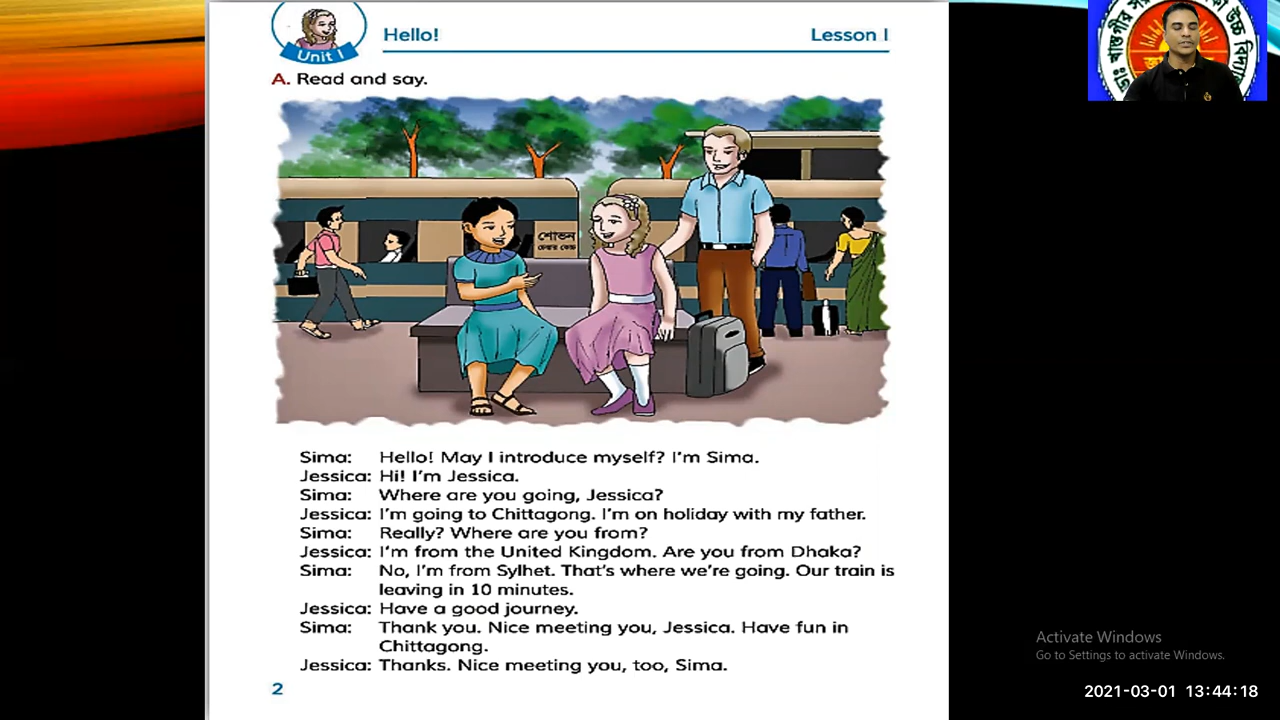 Hello!
Lesson 1
Unit 1
A. Read and say.
শোভন
চেয়ার কোচ
Sima: Hello! May I introduce myself? I'm Sima.
Jessica: Hi! I'm Jessica.
Sima: Where are you going, Jessica?
Jessica: I'm going to Chittagong. I'm on holiday with my father.
Sima: Really? Where are you from?
Jessica: I'm from the United Kingdom. Are you from Dhaka?
Sima: No, I'm from Sylhet. That's where we're going. Our train is
leaving in 10 minutes.
Jessica: Have a good journey.
Sima: Thank you. Nice meeting you, Jessica. Have fun in
Chittagong.
Jessica: Thanks. Nice meeting you, too, Sima.
2
Activate Windows
Go to Settings to activate Windows.
2021-03-01 13:44:18